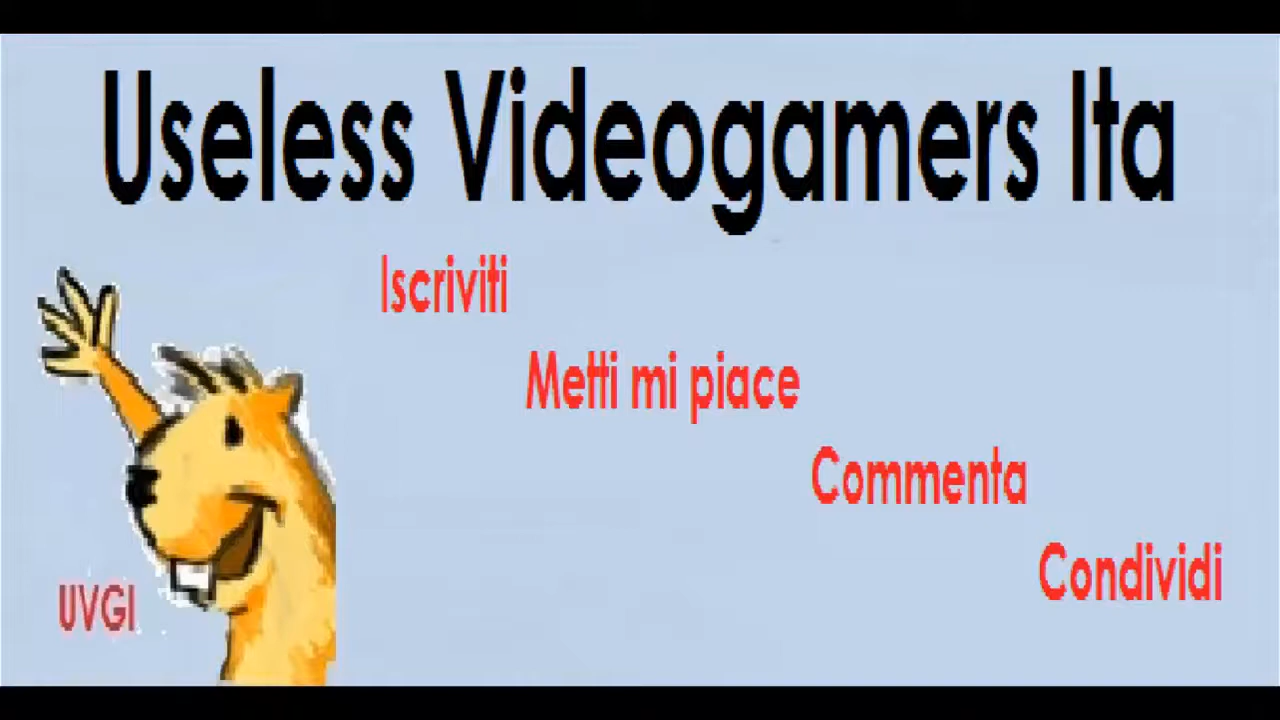 Useless Videogamers Ita
Iscriviti
Metti mi piace
Commenta
Condividi
UVGI